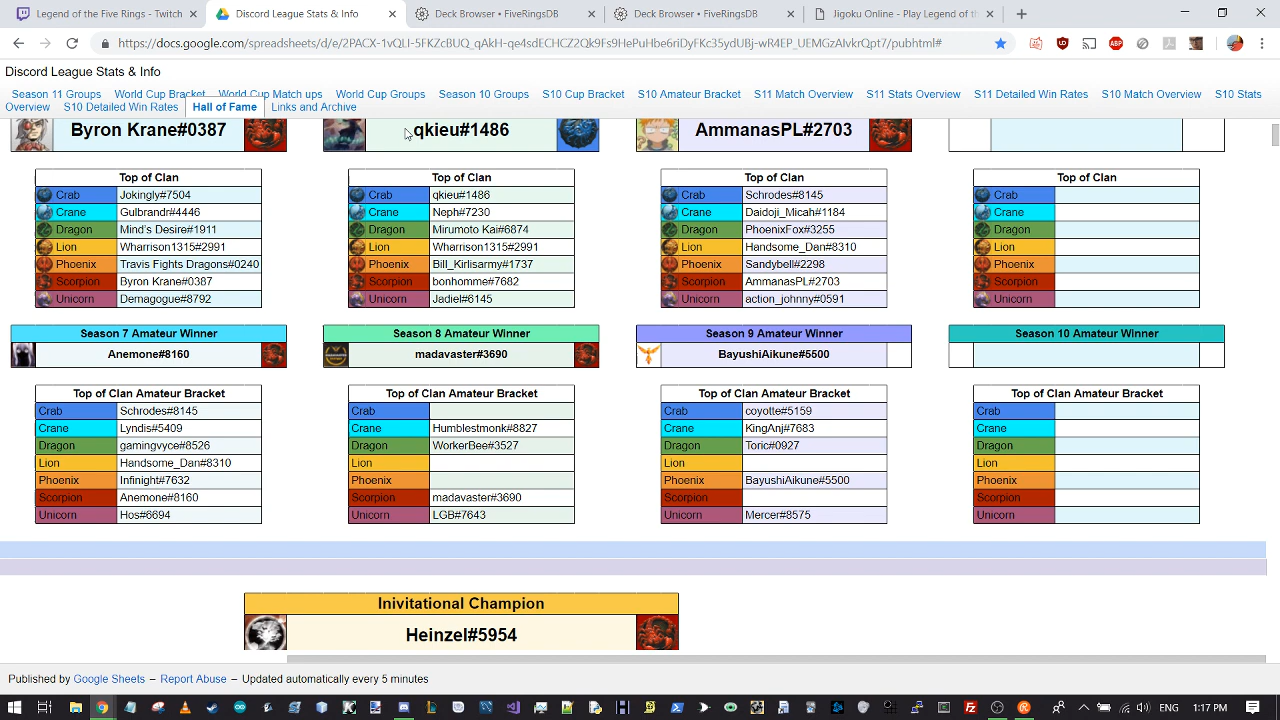 Legend of the Five Rings - Twitch
Discord League Stats & Info
Deck Browser • FiveRingsDB
Deck Browser • FiveRingsDB
Jigoku Online - Play Legend of th
https://docs.google.com/spreadsheets/d/e/2PACX-1vQLI-5FKZcBUQ_qAbH-qe4sdECHCZ2Qk9Fs9HePuHbe6riDyFKc35ydUBj-wR4EP_UEMGzAIvkrQpt7/pubhtml#
Discord League Stats & Info
Season 11 Groups World Cup Bracket World Cup Match ups World Cup Groups Season 10 Groups S10 Cup Bracket S10 Amateur Bracket S11 Match Overview S11 Stats Overview S11 Detailed Win Rates S10 Match Overview S10 Stats
Overview S10 Detailed Win Rates Hall of Fame Links and Archive
Byron Krane#0387 qkieu#1486 AmmanasPL#2703
Top of Clan Top of Clan Top of Clan Top of Clan
Crab Jokingly#7504 Crab qkieu#1486 Crab Schrodes#8145 Crab
Crane Gulbrandr#4446 Crane Neph#7230 Crane Daidoji_Micah#1184 Crane
Dragon Mind's Desire#1911 Dragon Mirumoto Kai#6874 Dragon PhoenixFox#3255 Dragon
Lion Wharrison1315#2991 Lion Wharrison1315#2991 Lion Handsome_Dan#8310 Lion
Phoenix Travis Fights Dragons#0240 Phoenix Bill_Kirlisarmy#1737 Phoenix Sandybell#2298 Phoenix
Scorpion Byron Krane#0387 Scorpion bonhomme#7682 Scorpion AmmanasPL#2703 Scorpion
Unicorn Demagogue#8792 Unicorn Jadiel#6145 Unicorn action_johnny#0591 Unicorn
Season 7 Amateur Winner Season 8 Amateur Winner Season 9 Amateur Winner Season 10 Amateur Winner
Anemone#8160 madavaster#3690 BayushiAikune#5500
Top of Clan Amateur Bracket Top of Clan Amateur Bracket Top of Clan Amateur Bracket Top of Clan Amateur Bracket
Crab Schrodes#8145 Crab Crab coyotte#5159 Crab
Crane Lyndis#5409 Crane Humblestmonk#8827 Crane KingAnj#7683 Crane
Dragon gamingvyce#8526 Dragon WorkerBee#3527 Dragon Toric#0927 Dragon
Lion Handsome_Dan#8310 Lion Lion Lion
Phoenix Infinight#7632 Phoenix Phoenix BayushiAikune#5500 Phoenix
Scorpion Anemone#8160 Scorpion madavaster#3690 Scorpion Scorpion
Unicorn Hos#6694 Unicorn LGB#7643 Unicorn Mercer#8575 Unicorn
Inivitational Champion
Heinzel#5954
Published by Google Sheets – Report Abuse – Updated automatically every 5 minutes
1:17 PM